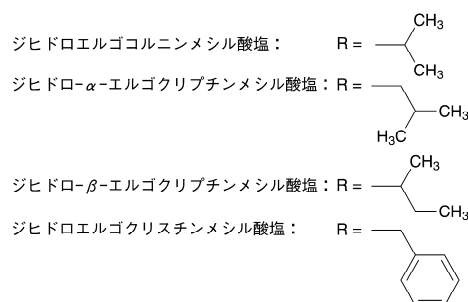 CH₃
ジヒドロエルゴコルニンメシル酸塩： R =
CH₃
ジヒドロ-α-エルゴクリプチンメシル酸塩：R =
CH₃
H₃C
CH₃
ジヒドロ-β-エルゴクリプチンメシル酸塩：R =
CH₃
ジヒドロエルゴクリスチンメシル酸塩： R =